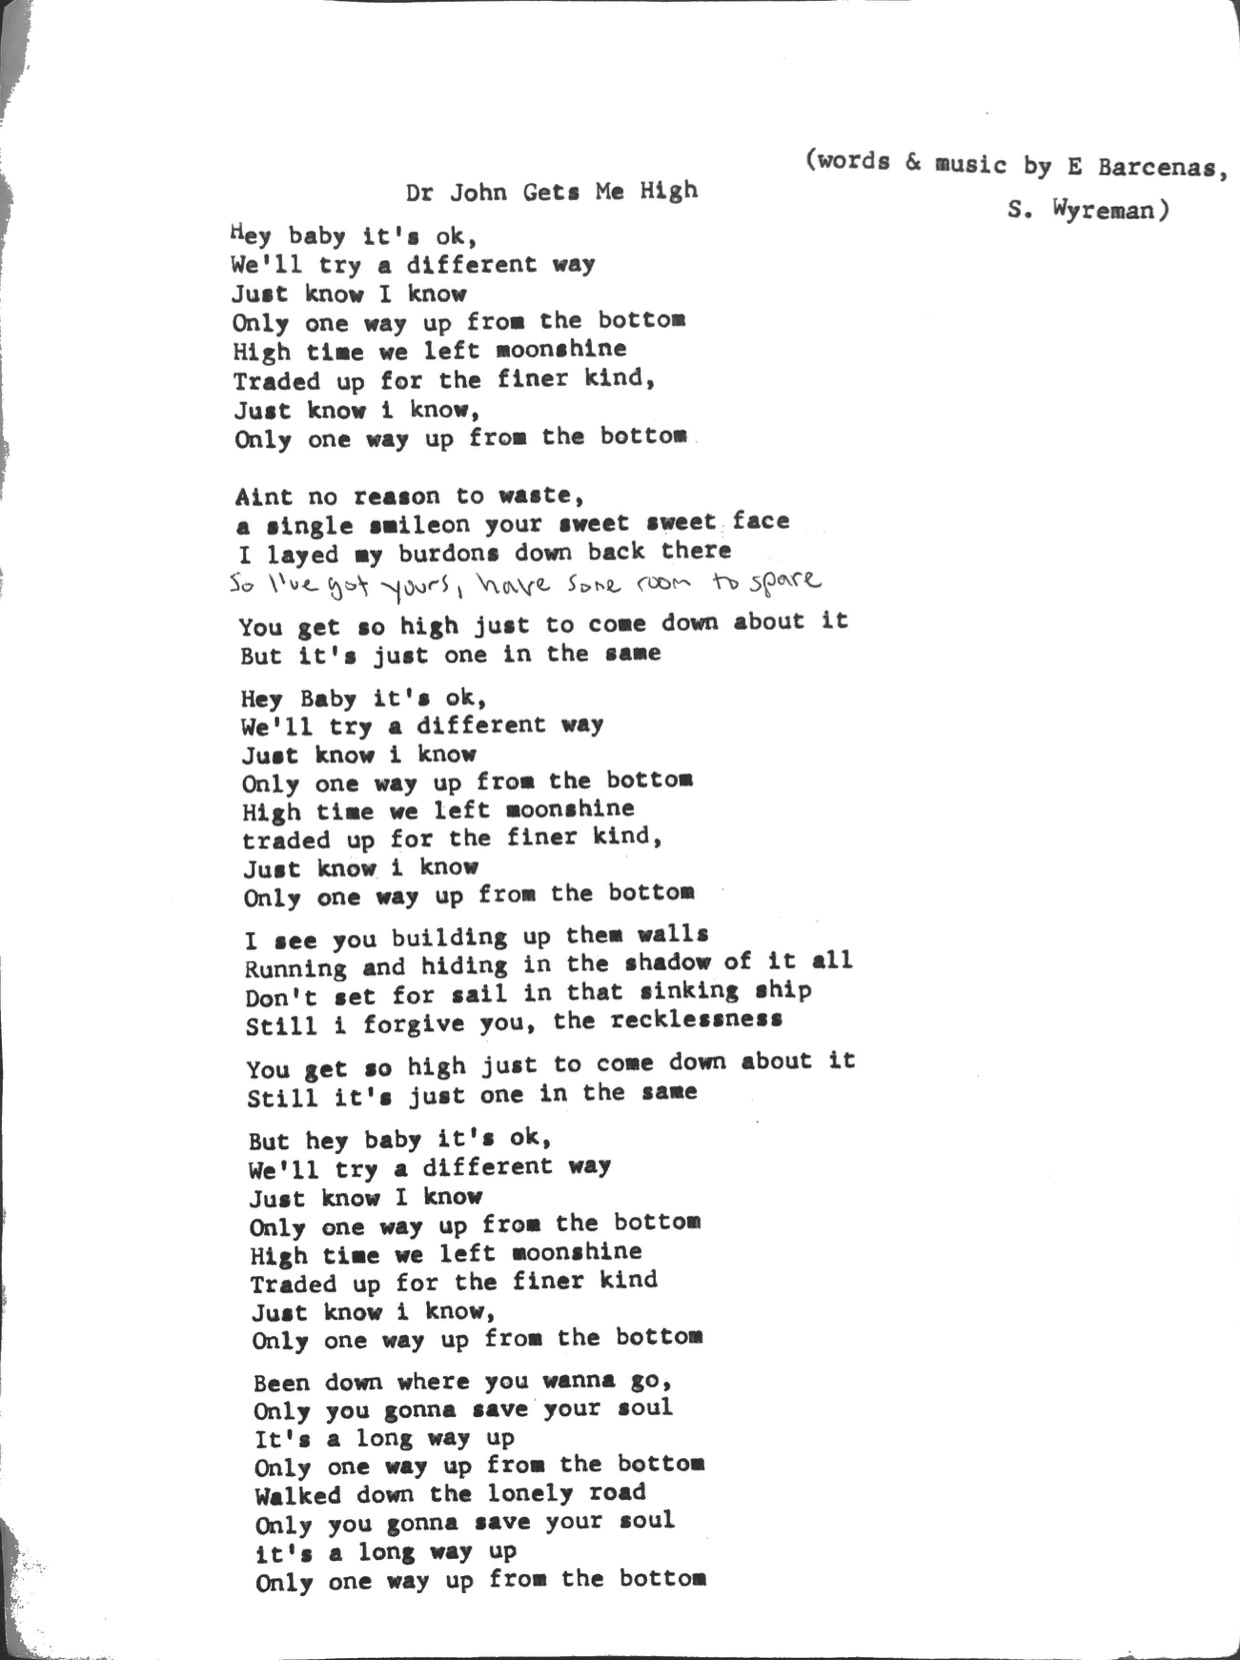 (words & music by E Barcenas,
Dr John Gets Me High
S. Wyreman)
Hey baby it's ok,
We'll try a different way
Just know I know
Only one way up from the bottom
High time we left moonshine
Traded up for the finer kind,
Just know i know,
Only one way up from the bottom
Aint no reason to waste,
a single smileon your sweet sweet face
I layed my burdons down back there
So I've got yours, have some room to spare
You get so high just to come down about it
But it's just one in the same
Hey Baby it's ok,
We'll try a different way
Just know i know
Only one way up from the bottom
High time we left moonshine
traded up for the finer kind,
Just know i know
Only one way up from the bottom
I see you building up them walls
Running and hiding in the shadow of it all
Don't set for sail in that sinking ship
Still i forgive you, the recklessness
You get so high just to come down about it
Still it's just one in the same
But hey baby it's ok,
We'll try a different way
Just know I know
Only one way up from the bottom
High time we left moonshine
Traded up for the finer kind
Just know i know,
Only one way up from the bottom
Been down where you wanna go,
Only you gonna save your soul
It's a long way up
Only one way up from the bottom
Walked down the lonely road
Only you gonna save your soul
it's a long way up
Only one way up from the bottom